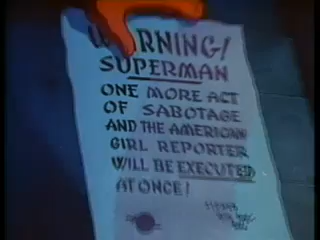 WARNING!
SUPERMAN
ONE MORE ACT
OF SABOTAGE
AND THE AMERICAN
GIRL REPORTER
WILL BE EXECUTED
AT ONCE!